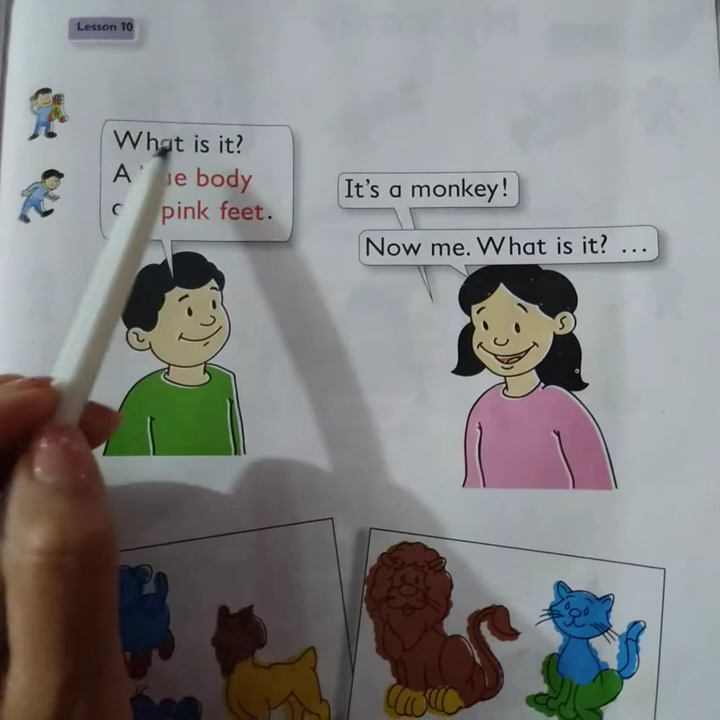 Lesson 10
What is it?
A body
pink feet.
It's a monkey!
Now me. What is it? ...